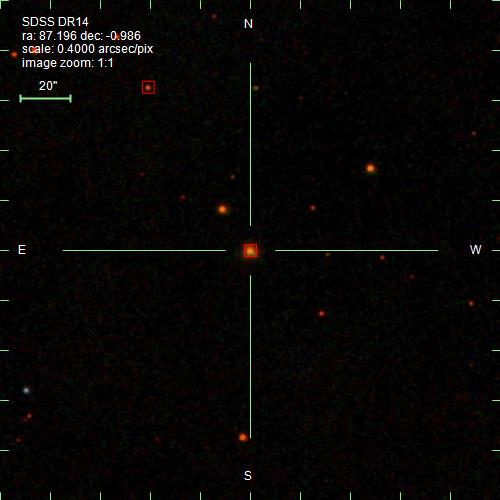 SDSS DR14
ra: 87.196 dec: -0.986
scale: 0.4000 arcsec/pix
image zoom: 1:1
20"
N
E
W
S